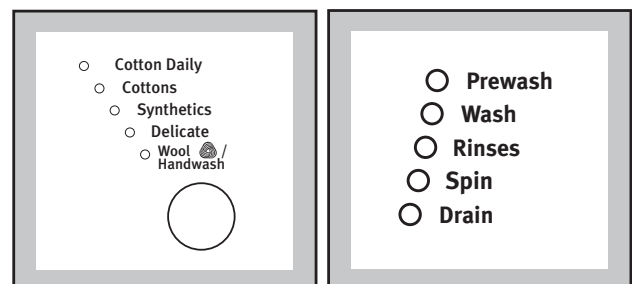 Cotton Daily
Cottons
Synthetics
Delicate
Wool /
Handwash
Prewash
Wash
Rinses
Spin
Drain